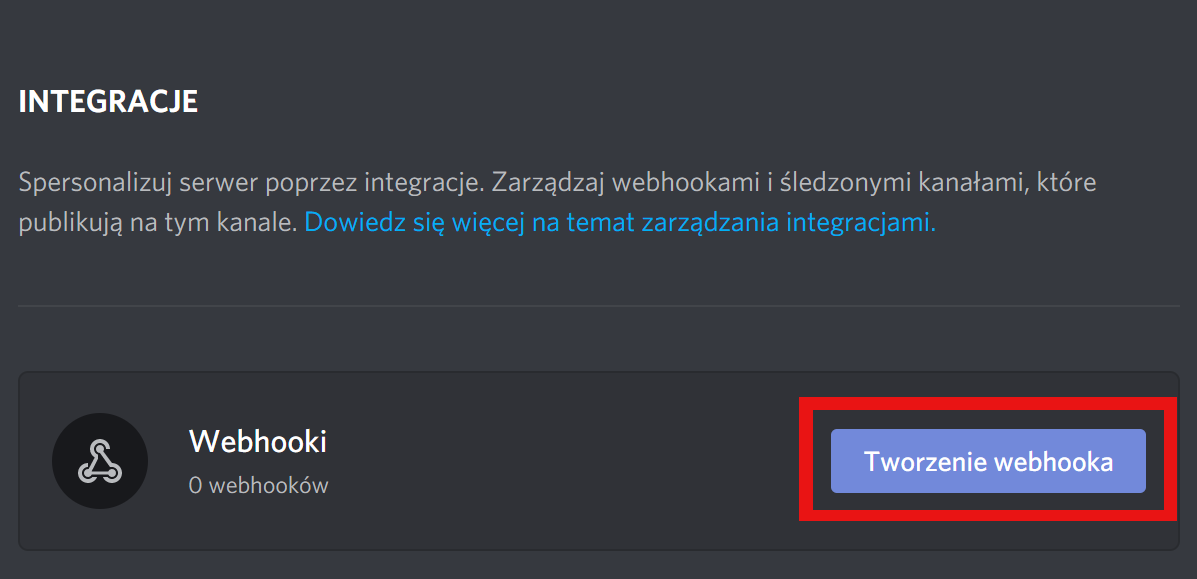 INTEGRACJE
Spersonalizuj serwer poprzez integracje. Zarządzaj webhookami i śledzonymi kanałami, które
publikują na tym kanale. Dowiedz się więcej na temat zarządzania integracjami.
Webhooki
0 webhooków
Tworzenie webhooka